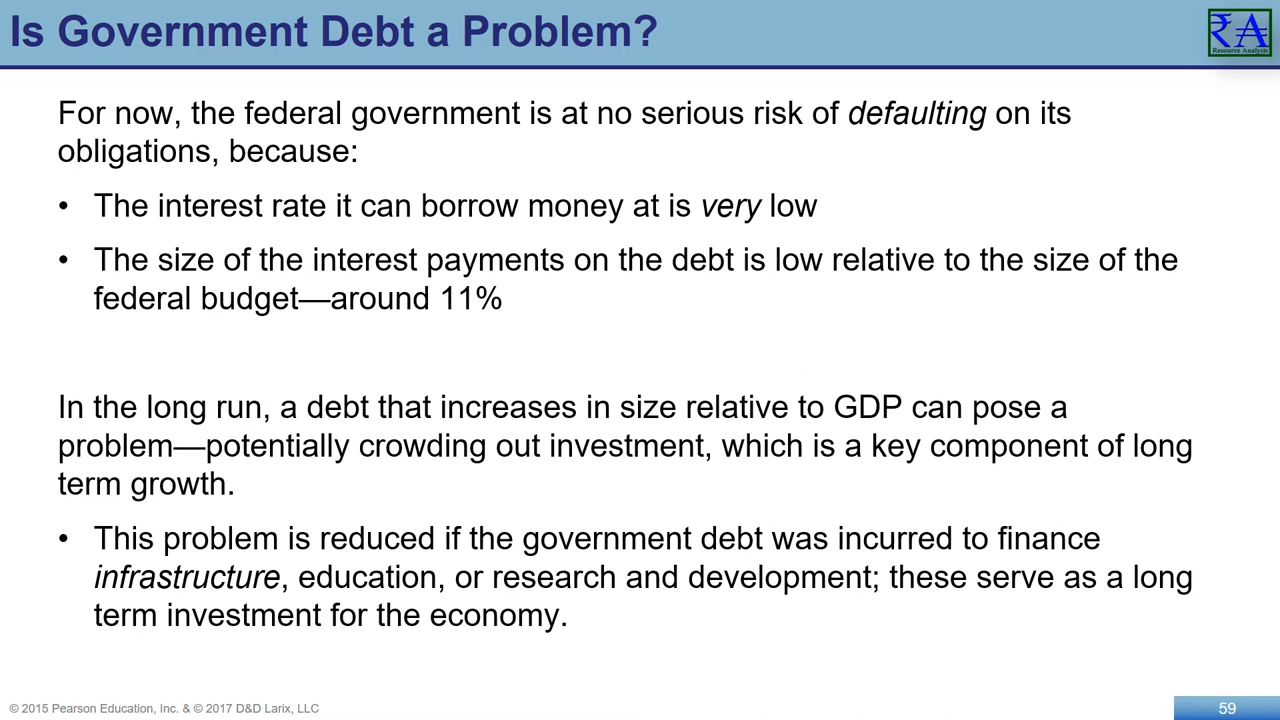 Is Government Debt a Problem?
₹A
Resource Analysis
For now, the federal government is at no serious risk of defaulting on its
obligations, because:
• The interest rate it can borrow money at is very low
• The size of the interest payments on the debt is low relative to the size of the
federal budget—around 11%
In the long run, a debt that increases in size relative to GDP can pose a
problem—potentially crowding out investment, which is a key component of long
term growth.
• This problem is reduced if the government debt was incurred to finance
infrastructure, education, or research and development; these serve as a long
term investment for the economy.
© 2015 Pearson Education, Inc. & © 2017 D&D Larix, LLC
59